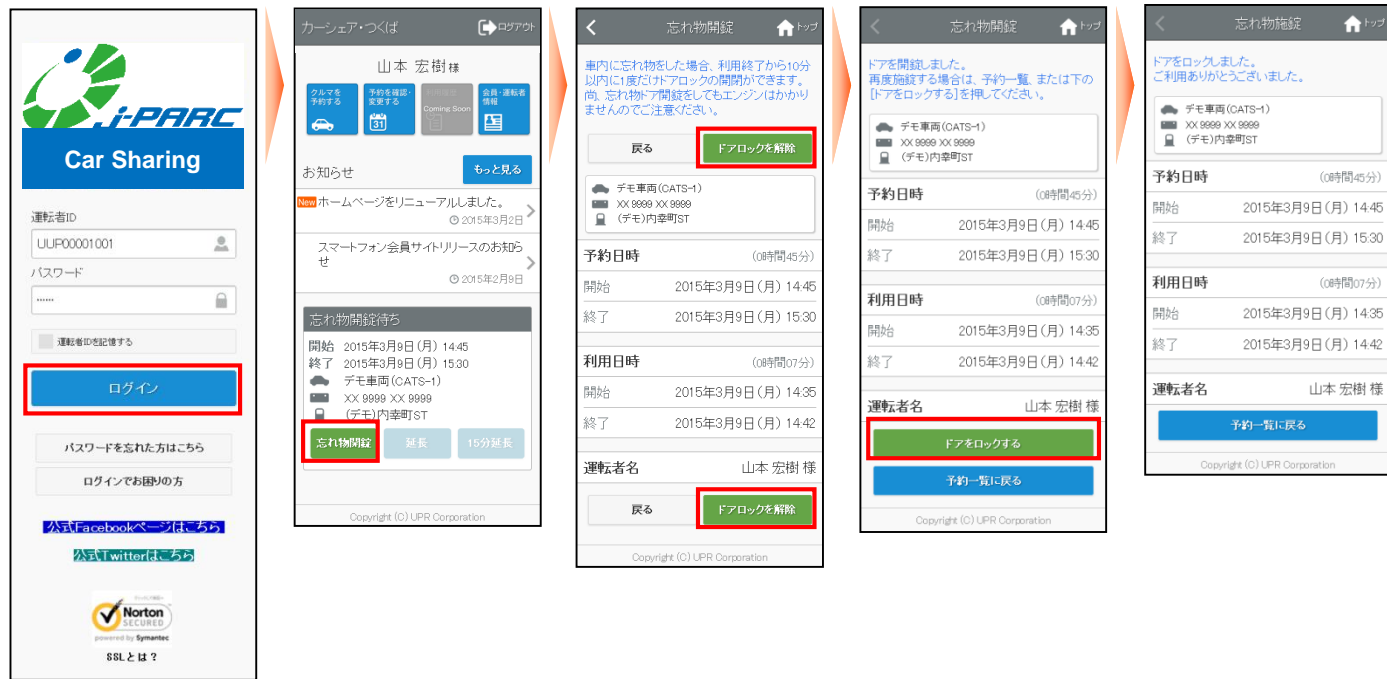 J-PARC
Car Sharing
運転者ID
UUP00001001
パスワード
······
運転者IDを記憶する
ログイン
パスワードを忘れた方はこちら
ログインでお困りの方
公式Facebookページはこちら
公式Twitterはこちら
Norton
SECURED
powered by Symantec
SSLとは？
カーシェア・つくば
ログアウト
山本 宏樹 様
クルマを
予約する
予約を確認・
変更する
31
Coming Soon
会員・運転者
情報
お知らせ
もっと見る
New ホームページをリニューアルしました。
2015年3月2日
スマートフォン会員サイトリリースのお知ら
せ
2015年2月9日
忘れ物開錠待ち
開始 2015年3月9日(月) 14:45
終了 2015年3月9日(月) 15:30
デモ車両(CATS-1)
XX 9999 XX 9999
(デモ)内幸町ST
忘れ物開錠
延長
15分延長
Copyright (C) UPR Corporation
忘れ物開錠
トップ
車内に忘れ物をした場合、利用終了から10分
以内に1度だけドアロックの開閉ができます。
尚、忘れ物ドア開錠をしてもエンジンはかかり
ませんのでご注意ください。
戻る
ドアロックを解除
デモ車両(CATS-1)
XX 9999 XX 9999
(デモ)内幸町ST
予約日時 (0時間45分)
開始 2015年3月9日(月) 14:45
終了 2015年3月9日(月) 15:30
利用日時 (0時間07分)
開始 2015年3月9日(月) 14:35
終了 2015年3月9日(月) 14:42
運転者名 山本 宏樹 様
戻る
ドアロックを解除
Copyright (C) UPR Corporation
忘れ物開錠
トップ
ドアを開錠しました。
再度施錠する場合は、予約一覧、または下の
[ドアをロックする]を押してください。
デモ車両(CATS-1)
XX 9999 XX 9999
(デモ)内幸町ST
予約日時 (0時間45分)
開始 2015年3月9日(月) 14:45
終了 2015年3月9日(月) 15:30
利用日時 (0時間07分)
開始 2015年3月9日(月) 14:35
終了 2015年3月9日(月) 14:42
運転者名 山本 宏樹 様
ドアをロックする
予約一覧に戻る
Copyright (C) UPR Corporation
忘れ物施錠
トップ
ドアをロックしました。
ご利用ありがとうございました。
デモ車両(CATS-1)
XX 9999 XX 9999
(デモ)内幸町ST
予約日時 (0時間45分)
開始 2015年3月9日(月) 14:45
終了 2015年3月9日(月) 15:30
利用日時 (0時間07分)
開始 2015年3月9日(月) 14:35
終了 2015年3月9日(月) 14:42
運転者名 山本 宏樹 様
予約一覧に戻る
Copyright (C) UPR Corporation